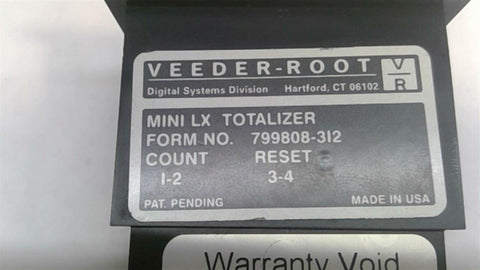 VEEDER-ROOT V/R
Digital Systems Division Hartford, CT 06102
MINI LX TOTALIZER
FORM NO. 799808-312
COUNT RESET
1-2 3-4
PAT. PENDING MADE IN USA
Warranty Void